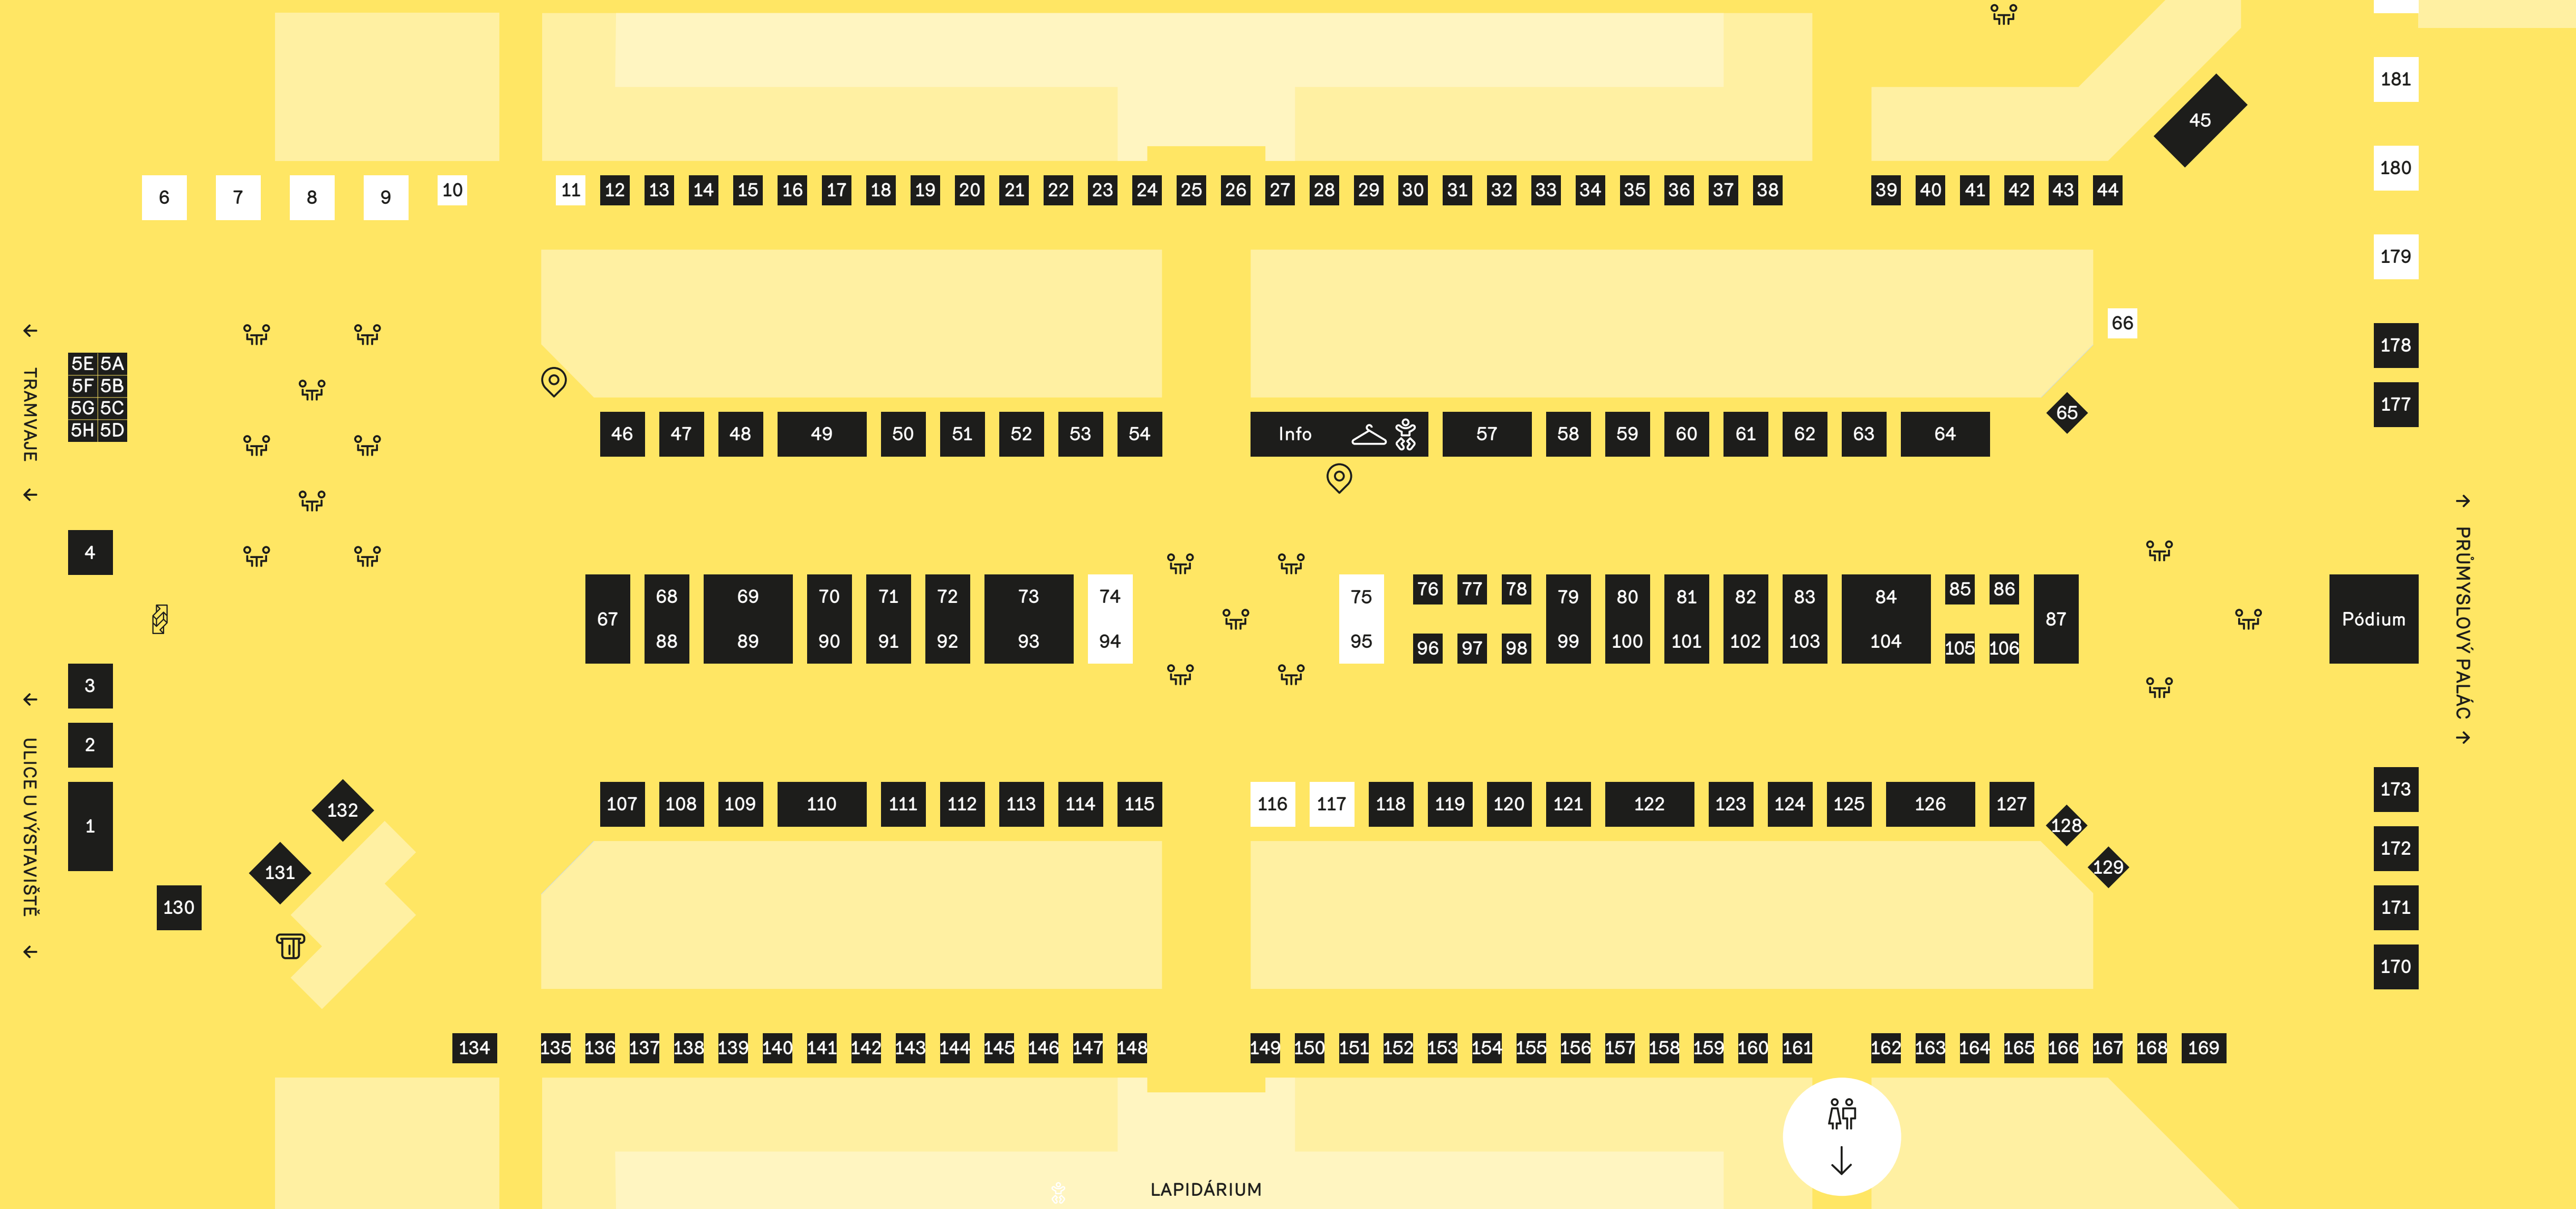 181
45
180
6 7 8 9 10 11 12 13 14 15 16 17 18 19 20 21 22 23 24 25 26 27 28 29 30 31 32 33 34 35 36 37 38 39 40 41 42 43 44
179
66
178
← TRAMVAJE ←
5E 5A
5F 5B
5G 5C
5H 5D
177
65
46 47 48 49 50 51 52 53 54 Info 57 58 59 60 61 62 63 64
→ PRŮMYSLOVÝ PALÁC →
4
67 68 69 70 71 72 73 74 75 76 77 78 79 80 81 82 83 84 85 86 87 Pódium
88 89 90 91 92 93 94 95 96 97 98 99 100 101 102 103 104 105 106
3
← ULICE U VÝSTAVIŠTĚ ←
2
1
173
132
107 108 109 110 111 112 113 114 115 116 117 118 119 120 121 122 123 124 125 126 127
128
172
131
129
130
171
170
134 135 136 137 138 139 140 141 142 143 144 145 146 147 148 149 150 151 152 153 154 155 156 157 158 159 160 161 162 163 164 165 166 167 168 169
LAPIDÁRIUM